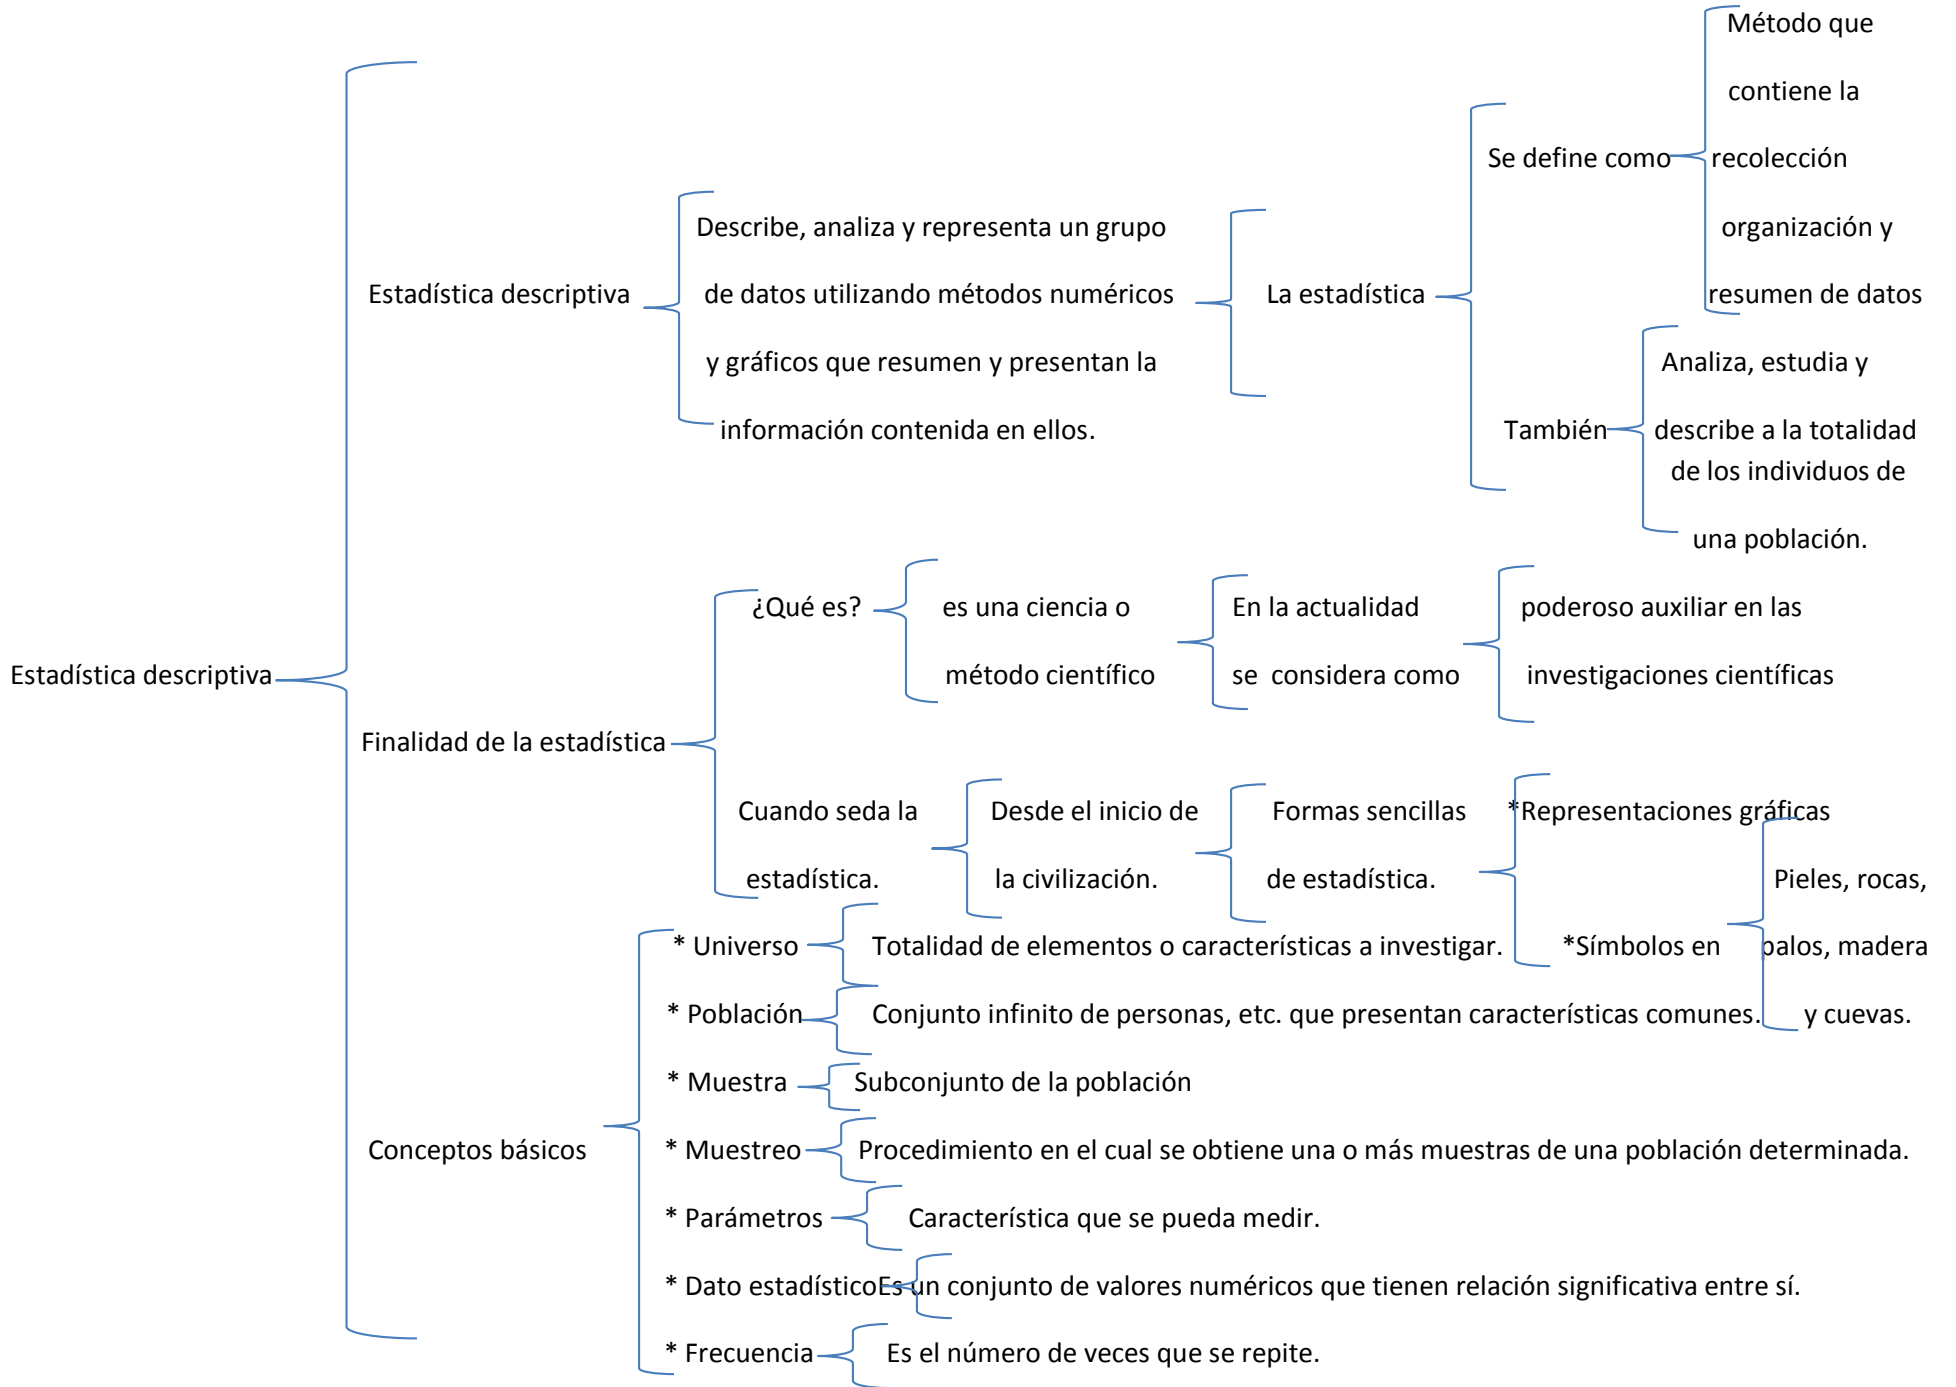 Estadística descriptiva
Estadística descriptiva
Describe, analiza y representa un grupo
de datos utilizando métodos numéricos
y gráficos que resumen y presentan la
información contenida en ellos.
La estadística
Se define como
Método que
contiene la
recolección
organización y
resumen de datos
También
Analiza, estudia y
describe a la totalidad
de los individuos de
una población.
Finalidad de la estadística
¿Qué es?
es una ciencia o
método científico
En la actualidad
se considera como
poderoso auxiliar en las
investigaciones científicas
Cuando seda la
estadística.
Desde el inicio de
la civilización.
Formas sencillas
de estadística.
*Representaciones gráficas
*Símbolos en
Pieles, rocas,
palos, madera
y cuevas.
Conceptos básicos
* Universo
Totalidad de elementos o características a investigar.
* Población
Conjunto infinito de personas, etc. que presentan características comunes.
* Muestra
Subconjunto de la población
* Muestreo
Procedimiento en el cual se obtiene una o más muestras de una población determinada.
* Parámetros
Característica que se pueda medir.
* Dato estadístico
Es un conjunto de valores numéricos que tienen relación significativa entre sí.
* Frecuencia
Es el número de veces que se repite.